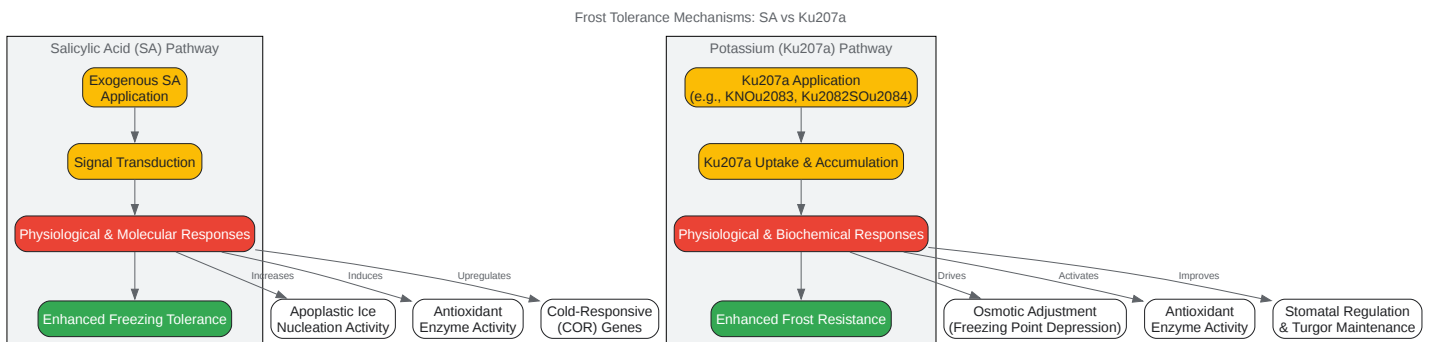 Frost Tolerance Mechanisms: SA vs Ku207a
Salicylic Acid (SA) Pathway
Exogenous SA
Application
Signal Transduction
Physiological & Molecular Responses
Increases
Induces
Upregulates
Enhanced Freezing Tolerance
Apoplastic Ice
Nucleation Activity
Antioxidant
Enzyme Activity
Cold-Responsive
(COR) Genes
Potassium (Ku207a) Pathway
Ku207a Application
(e.g., KNOu2083, Ku2082SOu2084)
Ku207a Uptake & Accumulation
Physiological & Biochemical Responses
Drives
Activates
Improves
Enhanced Frost Resistance
Osmotic Adjustment
(Freezing Point Depression)
Antioxidant
Enzyme Activity
Stomatal Regulation
& Turgor Maintenance